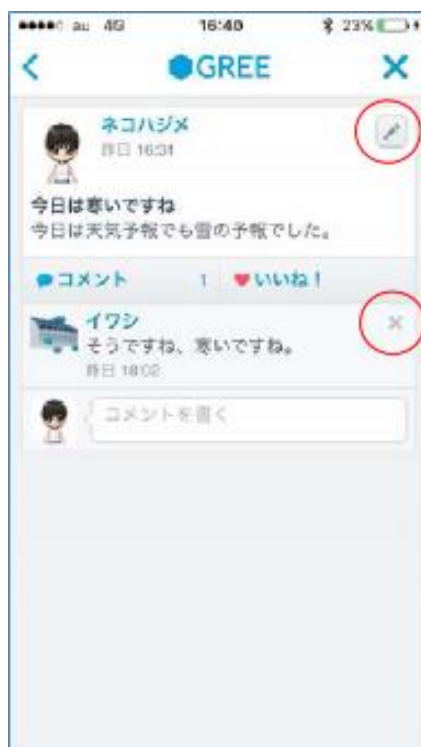 au 4G 16:40 23%
GREE
ネコハジメ
昨日 16:31
今日は寒いですね
今日は天気予報でも雪の予報でした。
コメント 1 いいね！
イワシ
そうですね、寒いですね。
昨日 18:02
コメントを書く